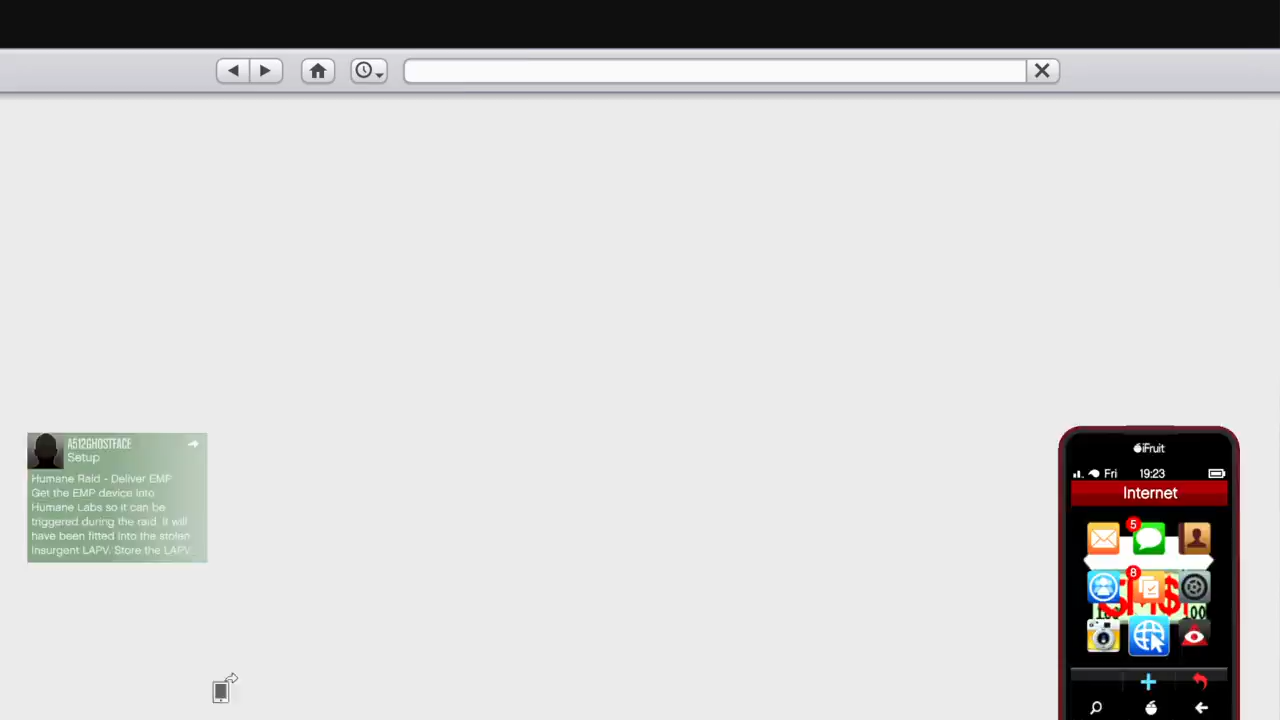 A512GHOSTFACE
Setup
Humane Raid - Deliver EMP
Get the EMP device into
Humane Labs so it can be
triggered during the raid. It will
have been fitted into the stolen
Insurgent LAPV. Store the LAPV
iFruit
Fri 19:23
Internet
5
8